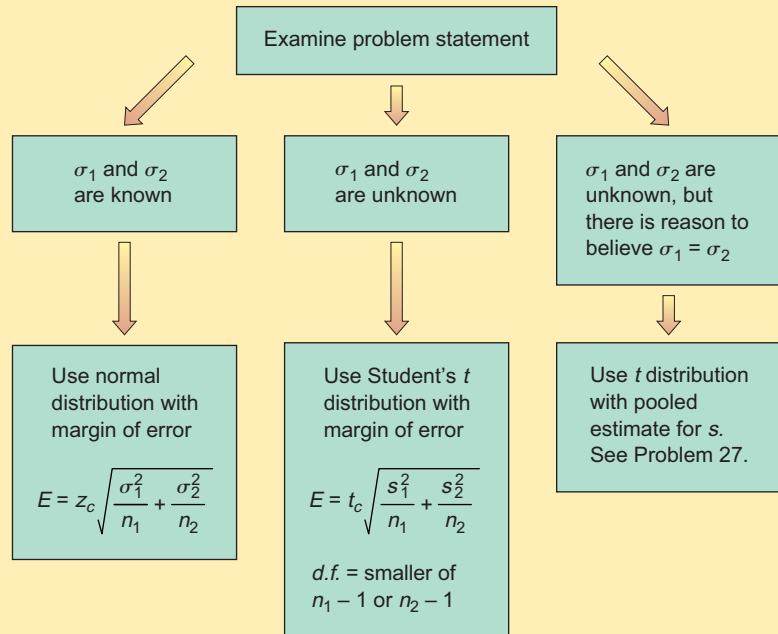 Examine problem statement
σ₁ and σ₂
are known
σ₁ and σ₂
are unknown
σ₁ and σ₂ are
unknown, but
there is reason to
believe σ₁ = σ₂
Use normal
distribution with
margin of error
E = z_c √(σ₁²/n₁ + σ₂²/n₂)
Use Student’s t
distribution with
margin of error
E = t_c √(s₁²/n₁ + s₂²/n₂)
d.f. = smaller of
n₁ – 1 or n₂ – 1
Use t distribution
with pooled
estimate for s.
See Problem 27.